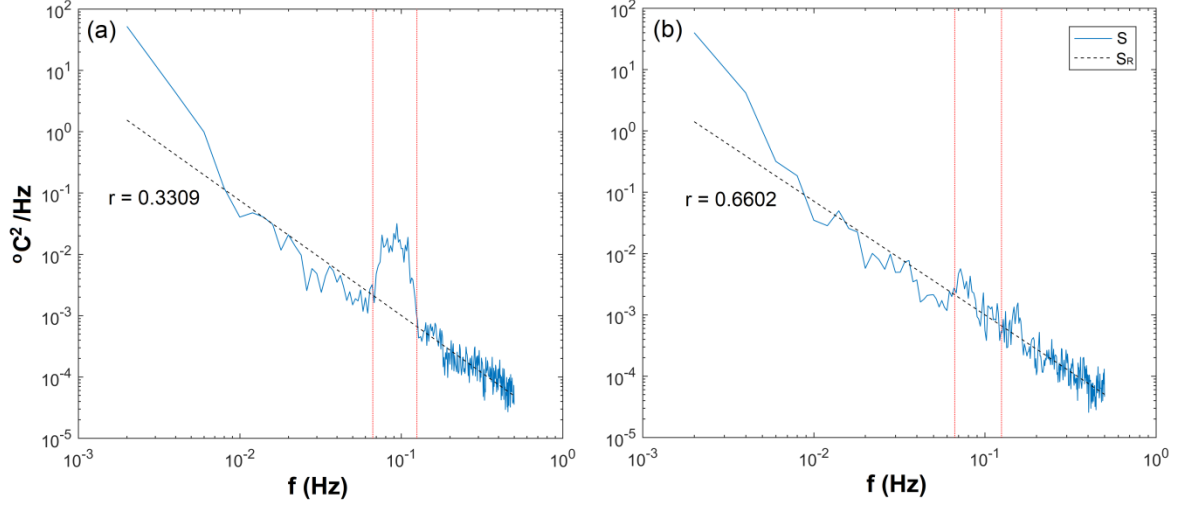 (a)
10²
10¹
10⁰
10⁻¹
10⁻²
10⁻³
10⁻⁴
10⁻⁵
ºC² /Hz
r = 0.3309
10⁻³ 10⁻² 10⁻¹ 10⁰
f (Hz)
(b)
S
S_R
10²
10¹
10⁰
10⁻¹
10⁻²
10⁻³
10⁻⁴
10⁻⁵
r = 0.6602
10⁻³ 10⁻² 10⁻¹ 10⁰
f (Hz)